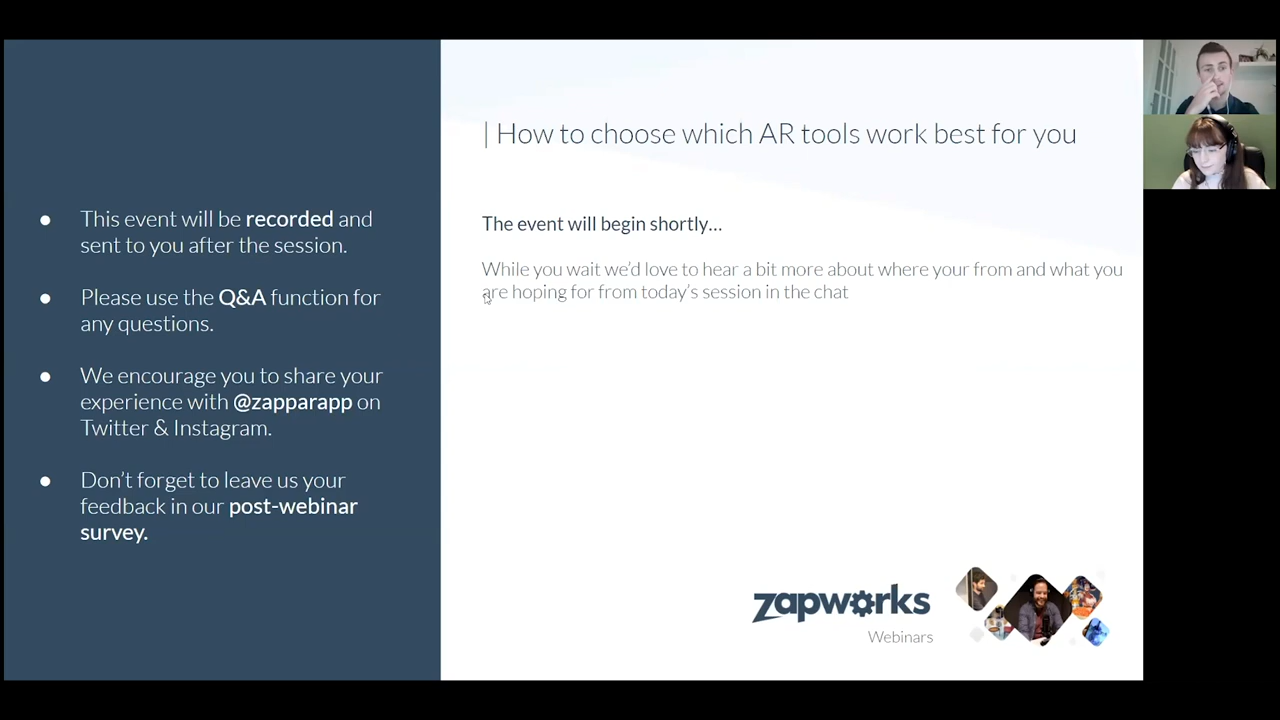 This event will be recorded and
sent to you after the session.
Please use the Q&A function for
any questions.
We encourage you to share your
experience with @zapparapp on
Twitter & Instagram.
Don't forget to leave us your
feedback in our post-webinar
survey.
| How to choose which AR tools work best for you
The event will begin shortly...
While you wait we'd love to hear a bit more about where your from and what you
are hoping for from today's session in the chat
zapworks
Webinars